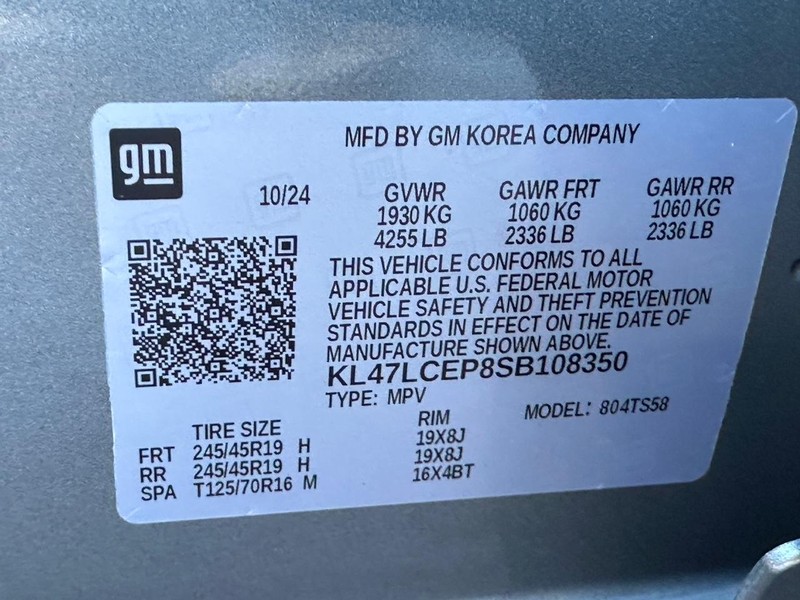 gm
MFD BY GM KOREA COMPANY
10/24 GVWR GAWR FRT GAWR RR
1930 KG 1060 KG 1060 KG
4255 LB 2336 LB 2336 LB
THIS VEHICLE CONFORMS TO ALL
APPLICABLE U.S. FEDERAL MOTOR
VEHICLE SAFETY AND THEFT PREVENTION
STANDARDS IN EFFECT ON THE DATE OF
MANUFACTURE SHOWN ABOVE.
KL47LCEP8SB108350
TYPE: MPV MODEL: 804TS58
TIRE SIZE RIM
FRT 245/45R19 H 19X8J
RR 245/45R19 H 19X8J
SPA T125/70R16 M 16X4BT